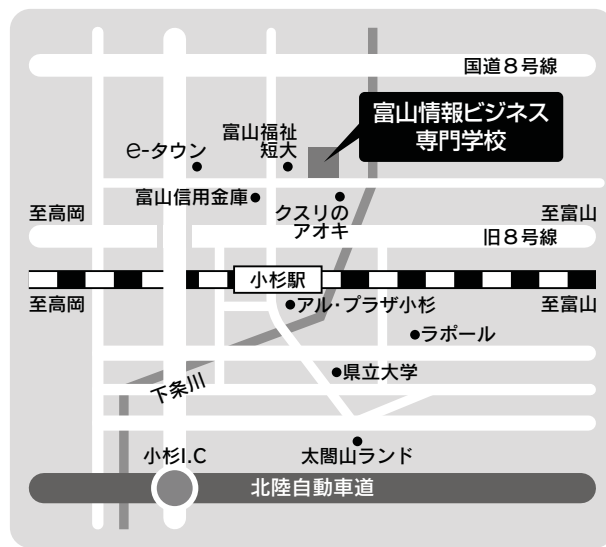 国道8号線
富山情報ビジネス
専門学校
富山福祉
短大
e-タウン
富山信用金庫
クスリの
アオキ
至高岡
至富山
旧8号線
小杉駅
至高岡
至富山
アル・プラザ小杉
ラポール
県立大学
下条川
小杉I.C
太閤山ランド
北陸自動車道